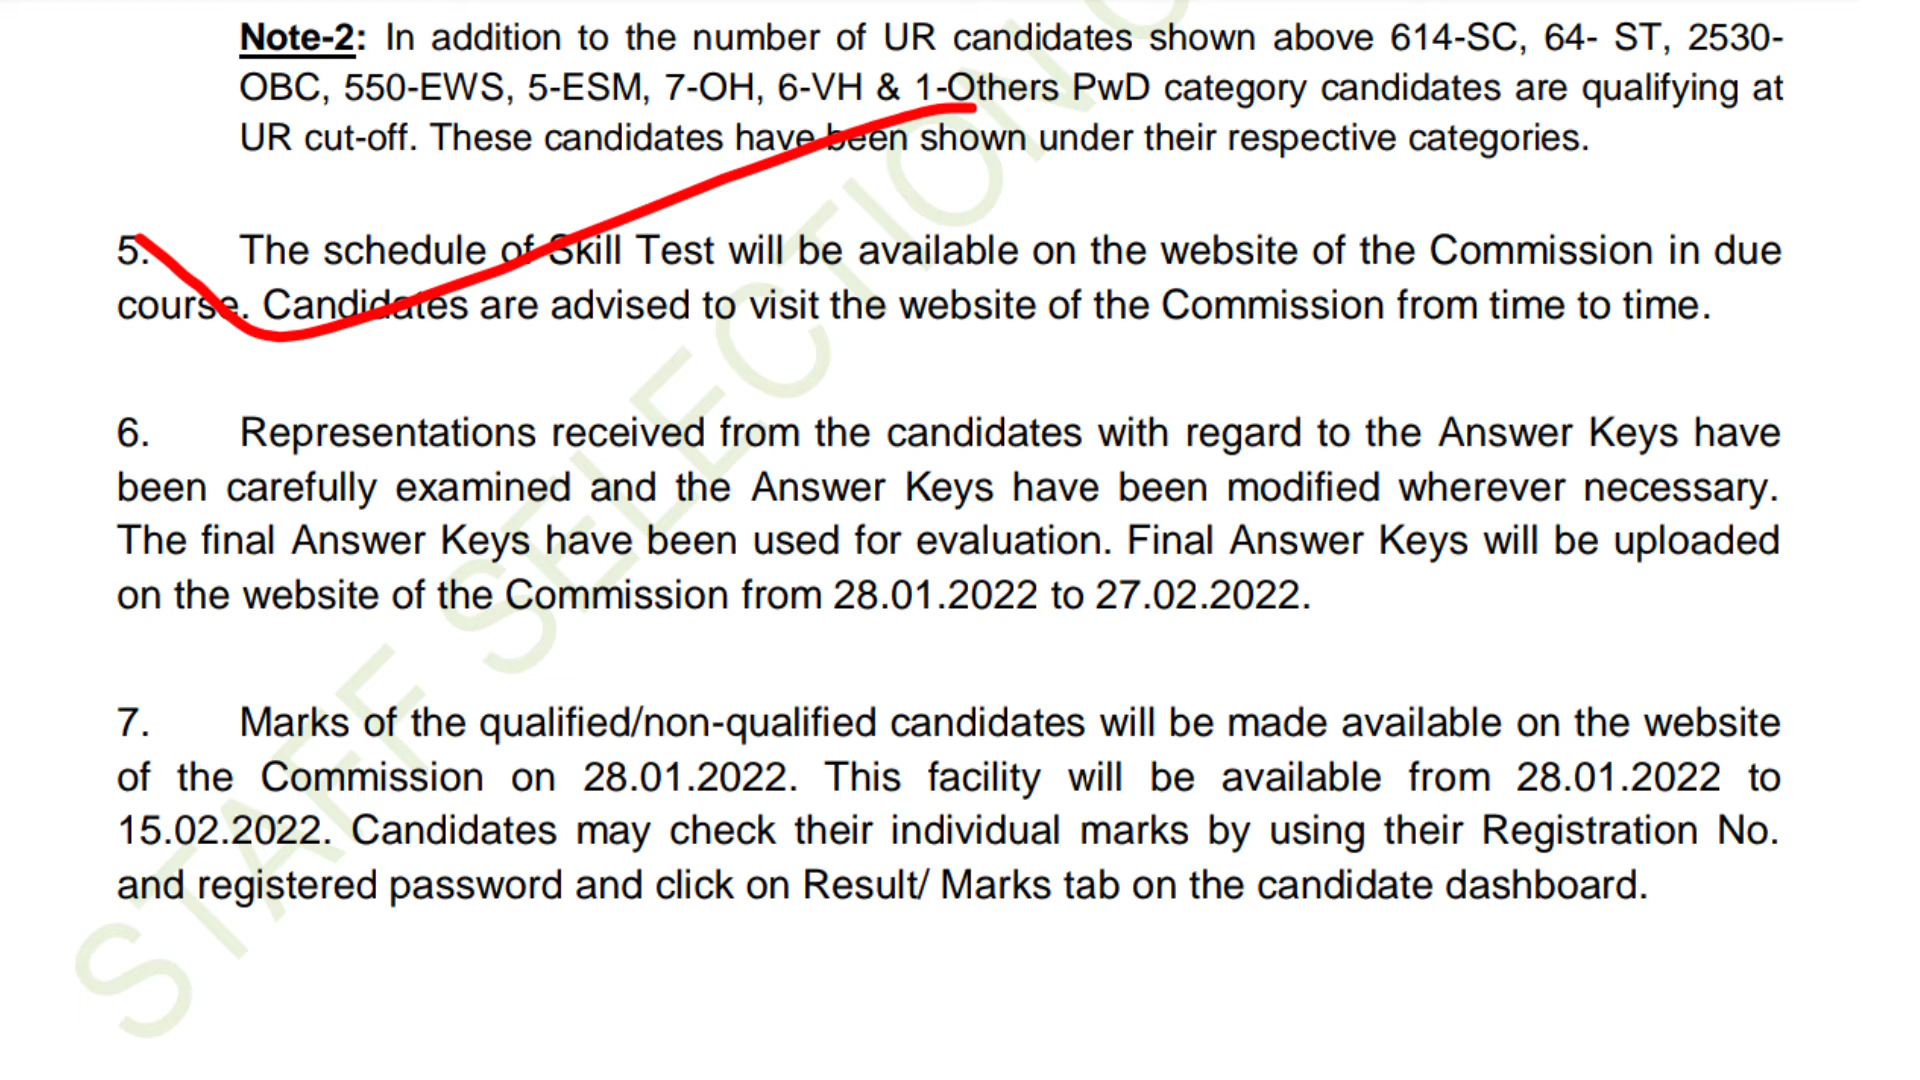 Note-2: In addition to the number of UR candidates shown above 614-SC, 64- ST, 2530-
OBC, 550-EWS, 5-ESM, 7-OH, 6-VH & 1-Others PwD category candidates are qualifying at
UR cut-off. These candidates have been shown under their respective categories.
5. The schedule of Skill Test will be available on the website of the Commission in due
course. Candidates are advised to visit the website of the Commission from time to time.
6. Representations received from the candidates with regard to the Answer Keys have
been carefully examined and the Answer Keys have been modified wherever necessary.
The final Answer Keys have been used for evaluation. Final Answer Keys will be uploaded
on the website of the Commission from 28.01.2022 to 27.02.2022.
7. Marks of the qualified/non-qualified candidates will be made available on the website
of the Commission on 28.01.2022. This facility will be available from 28.01.2022 to
15.02.2022. Candidates may check their individual marks by using their Registration No.
and registered password and click on Result/ Marks tab on the candidate dashboard.
STAFF SELECTION